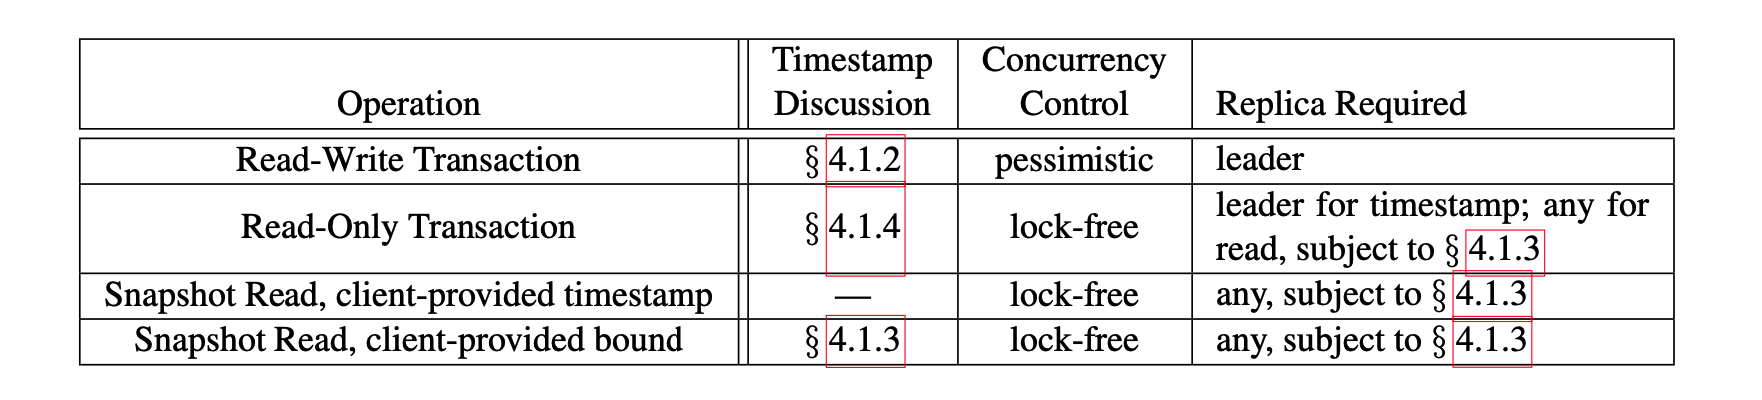 Operation Timestamp Discussion Concurrency Control Replica Required
Read-Write Transaction § 4.1.2 pessimistic leader
Read-Only Transaction § 4.1.4 lock-free leader for timestamp; any for
read, subject to § 4.1.3
Snapshot Read, client-provided timestamp — lock-free any, subject to § 4.1.3
Snapshot Read, client-provided bound § 4.1.3 lock-free any, subject to § 4.1.3